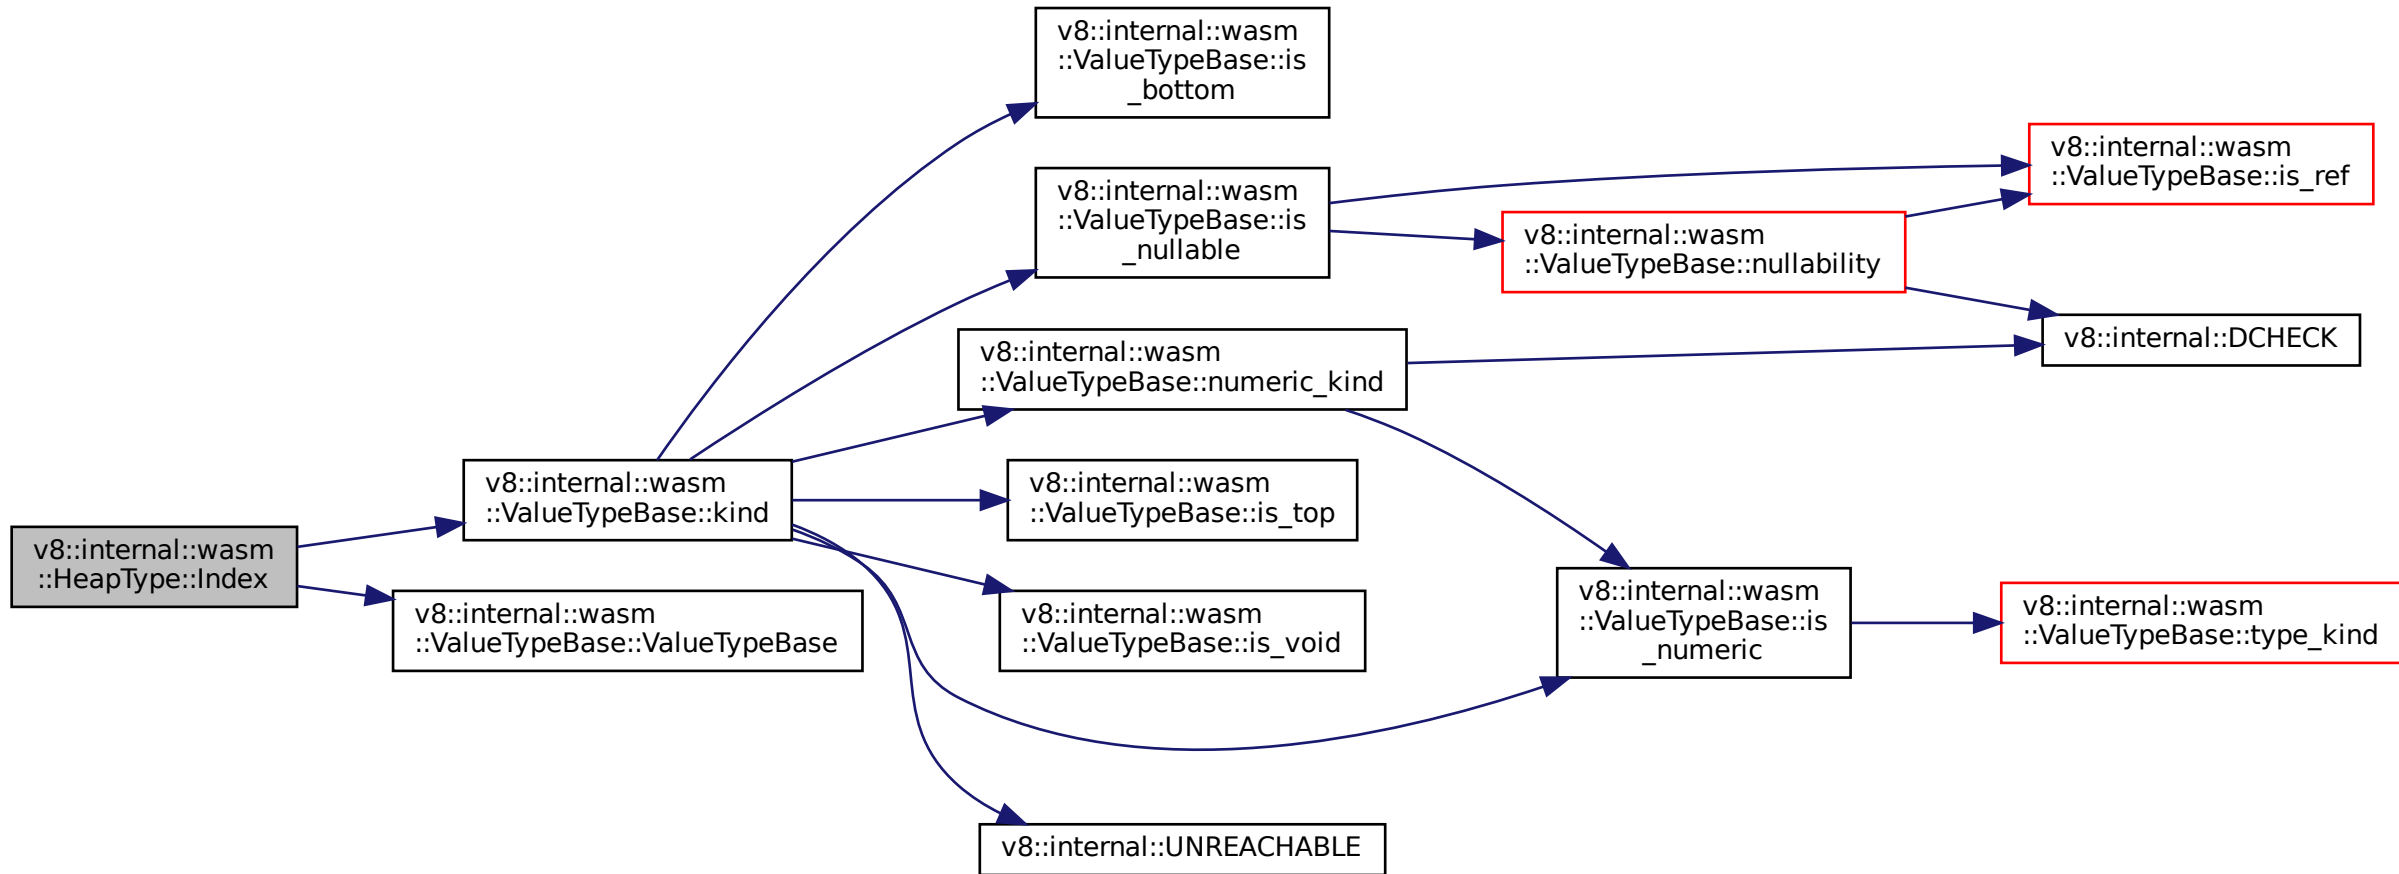 v8::internal::wasm
::HeapType::Index
v8::internal::wasm
::ValueTypeBase::kind
v8::internal::wasm
::ValueTypeBase::ValueTypeBase
v8::internal::wasm
::ValueTypeBase::is
_bottom
v8::internal::wasm
::ValueTypeBase::is
_nullable
v8::internal::wasm
::ValueTypeBase::numeric_kind
v8::internal::wasm
::ValueTypeBase::is_top
v8::internal::wasm
::ValueTypeBase::is_void
v8::internal::UNREACHABLE
v8::internal::wasm
::ValueTypeBase::nullability
v8::internal::wasm
::ValueTypeBase::is
_numeric
v8::internal::wasm
::ValueTypeBase::is_ref
v8::internal::DCHECK
v8::internal::wasm
::ValueTypeBase::type_kind